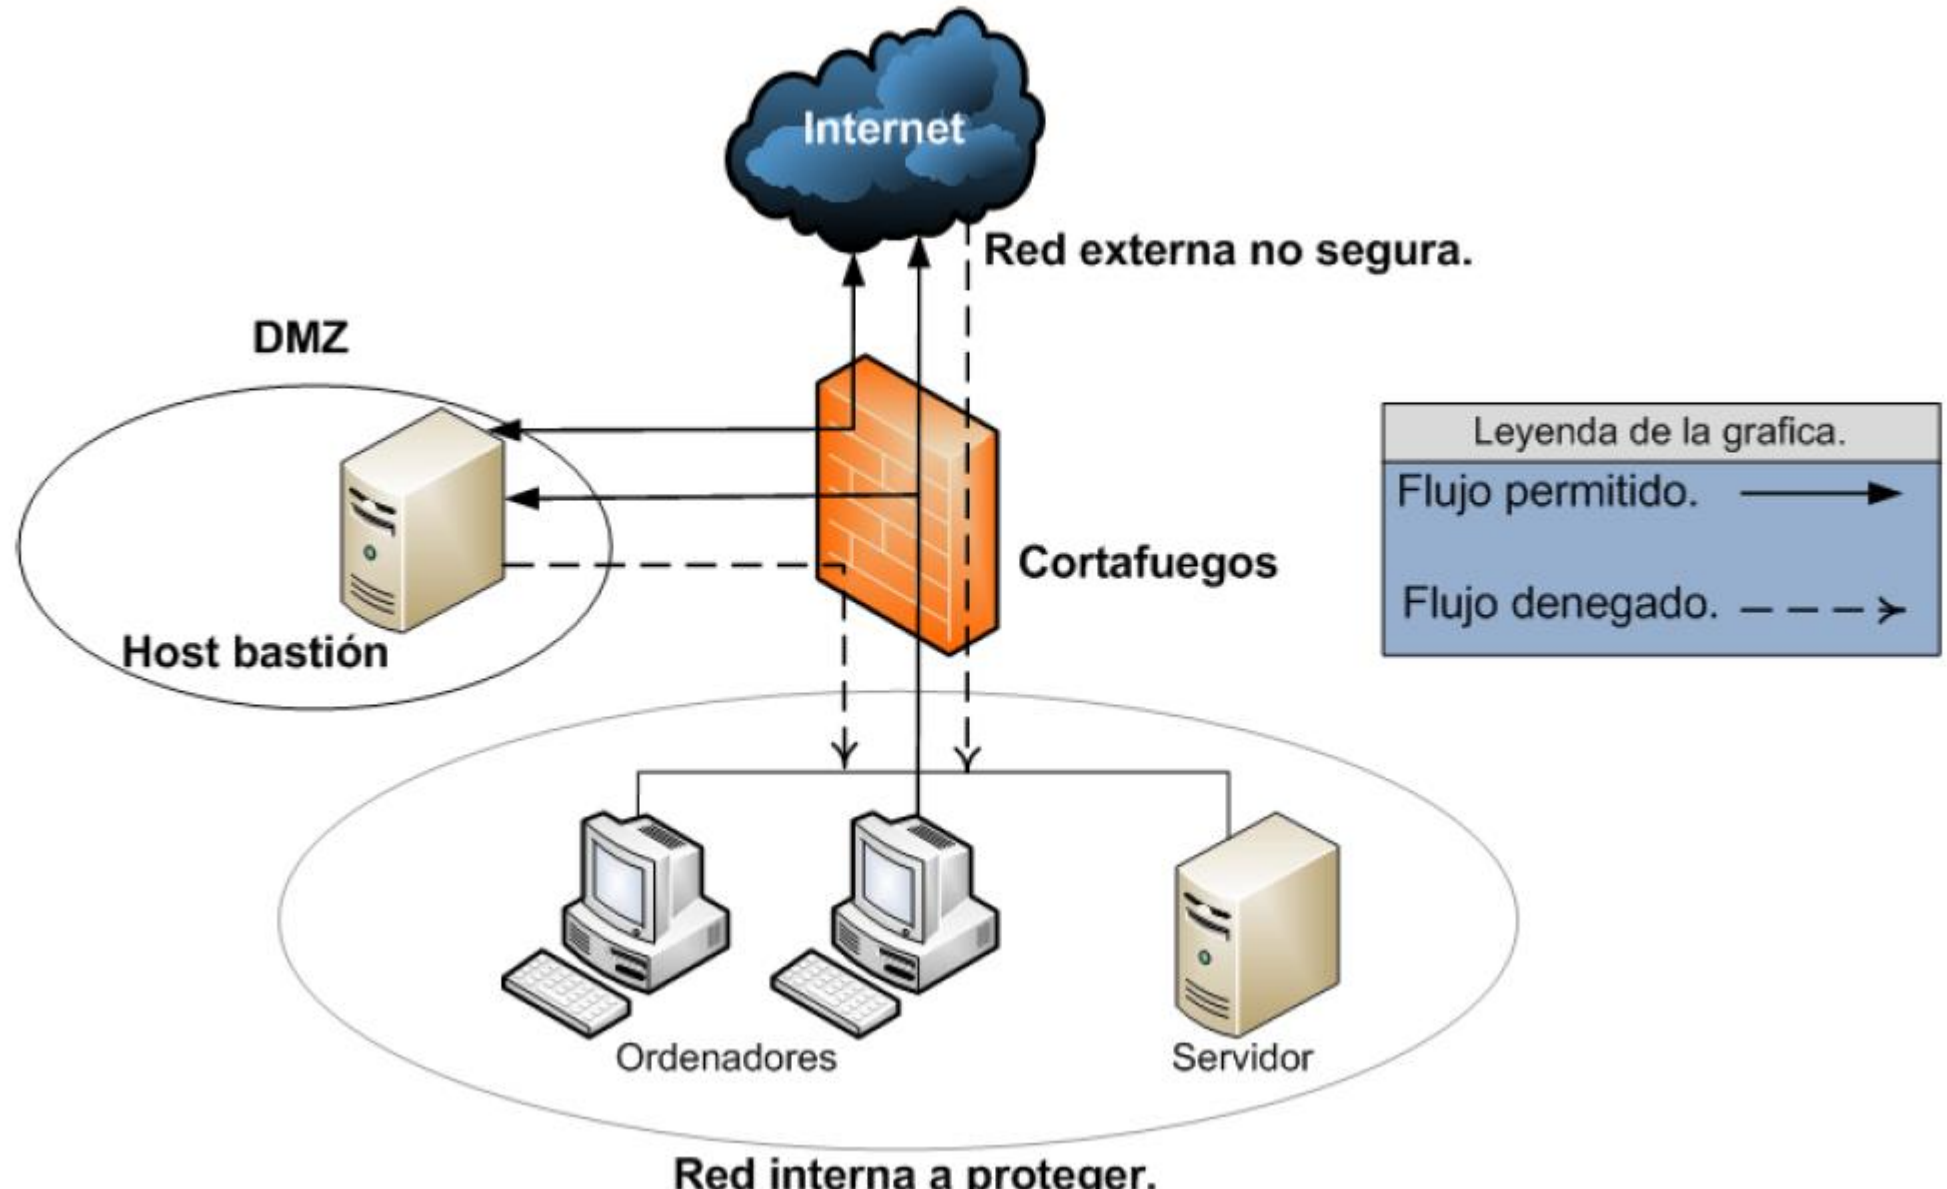 Internet
Red externa no segura.
DMZ
Leyenda de la grafica.
Flujo permitido.
Flujo denegado.
Cortafuegos
Host bastión
Ordenadores
Servidor
Red interna a proteger.